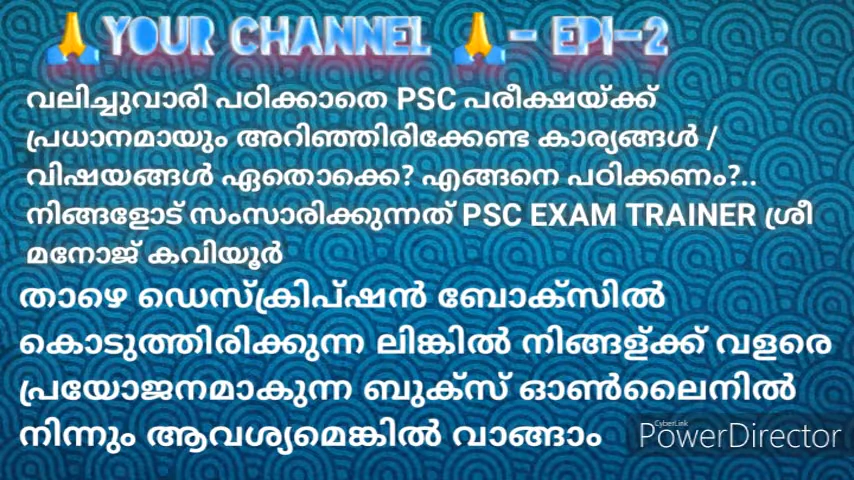 🙏YOUR CHANNEL 🙏- EPI-2
വലിച്ചുവാരി പഠിക്കാതെ PSC പരീക്ഷയ്ക്ക്
പ്രധാനമായും അറിഞ്ഞിരിക്കേണ്ട കാര്യങ്ങൾ /
വിഷയങ്ങൾ ഏതൊക്കെ? എങ്ങനെ പഠിക്കണം?..
നിങ്ങളോട് സംസാരിക്കുന്നത് PSC EXAM TRAINER ശ്രീ
മനോജ് കവിയൂർ
താഴെ ഡെസ്ക്രിപ്ഷൻ ബോക്സിൽ
കൊടുത്തിരിക്കുന്ന ലിങ്കിൽ നിങ്ങള്ക്ക് വളരെ
പ്രയോജനമാകുന്ന ബുക്സ് ഓൺലൈനിൽ
നിന്നും ആവശ്യമെങ്കിൽ വാങ്ങാം
CyberLink
PowerDirector